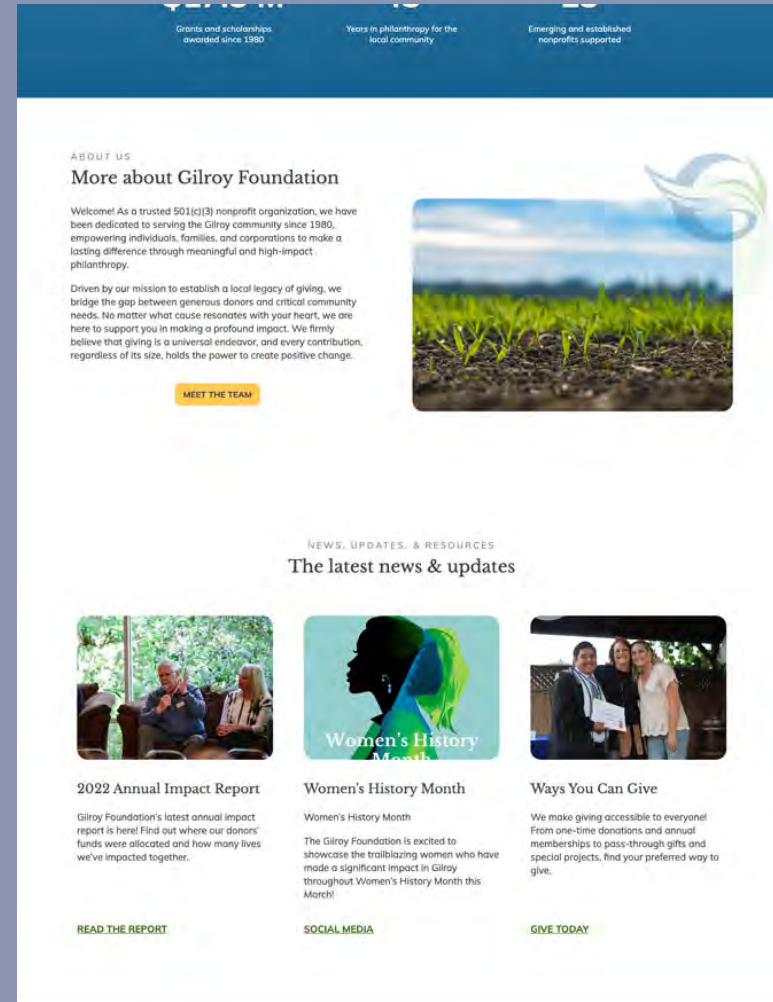 Grants and scholarships
awarded since 1980
Years in philanthropy for the
local community
Emerging and established
nonprofits supported
ABOUT US
More about Gilroy Foundation
Welcome! As a trusted 501(c)(3) nonprofit organization, we have
been dedicated to serving the Gilroy community since 1980,
empowering individuals, families, and corporations to make a
lasting difference through meaningful and high-impact
philanthropy.
Driven by our mission to establish a local legacy of giving, we
bridge the gap between generous donors and critical community
needs. No matter what cause resonates with your heart, we are
here to support you in making a profound impact. We firmly
believe that giving is a universal endeavor, and every contribution,
regardless of its size, holds the power to create positive change.
MEET THE TEAM
NEWS, UPDATES, & RESOURCES
The latest news & updates
Women's History
Month
2022 Annual Impact Report
Gilroy Foundation's latest annual impact
report is here! Find out where our donors'
funds were allocated and how many lives
we've impacted together.
READ THE REPORT
Women's History Month
Women's History Month
The Gilroy Foundation is excited to
showcase the trailblazing women who have
made a significant impact in Gilroy
throughout Women's History Month this
March!
SOCIAL MEDIA
Ways You Can Give
We make giving accessible to everyone!
From one-time donations and annual
memberships to pass-through gifts and
special projects, find your preferred way to
give.
GIVE TODAY